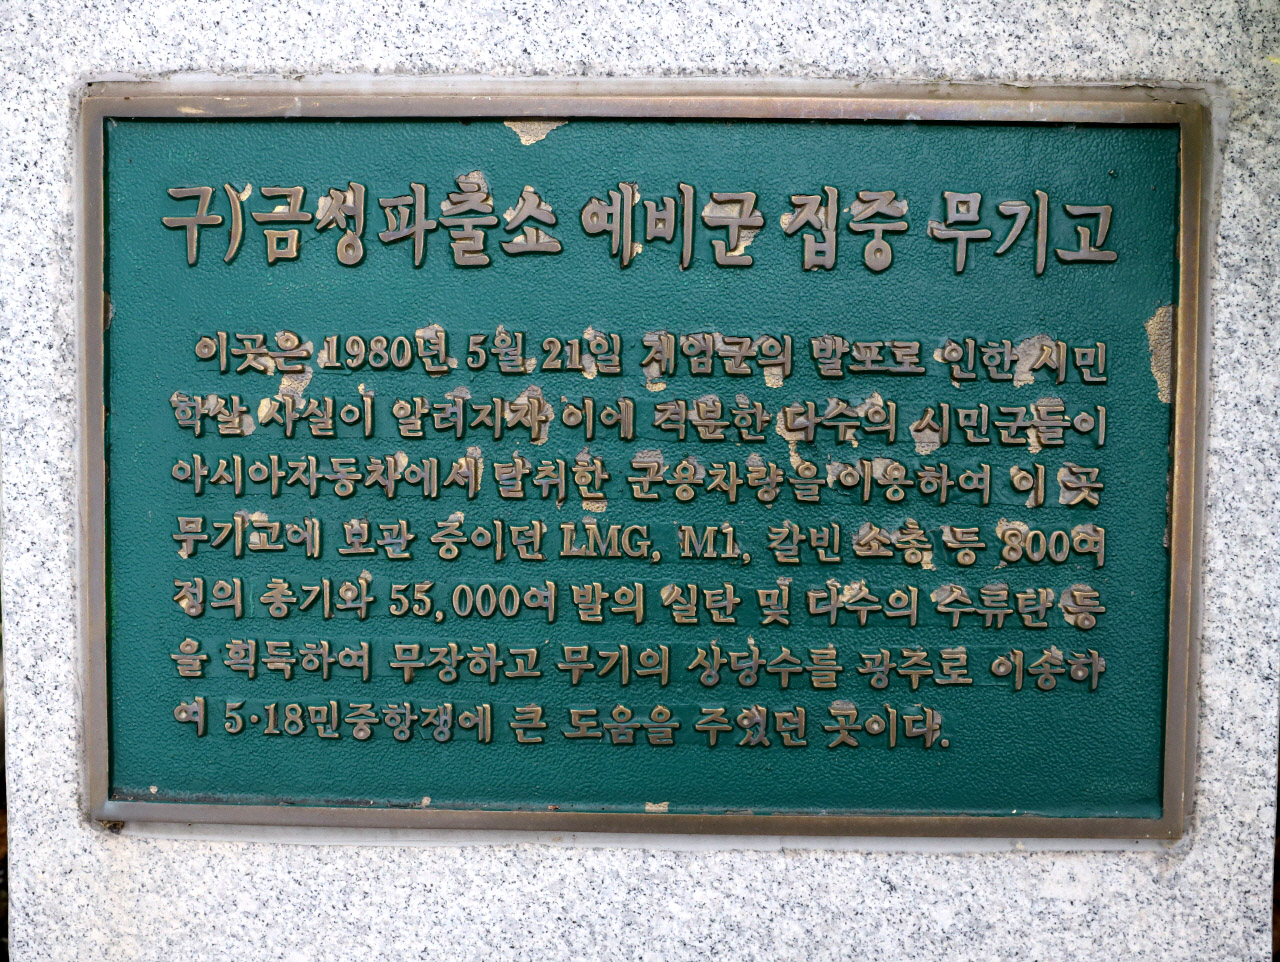 구)금성파출소 예비군 집중 무기고
이곳은 1980년 5월 21일 계엄군의 발포로 인한 시민
학살 사실이 알려지자 이에 격분한 다수의 시민군들이
아시아자동차에서 탈취한 군용차량을 이용하여 이 곳
무기고에 보관 중이던 LMG, M1, 칼빈 소총 등 800여
정의 총기와 55,000여 발의 실탄 및 다수의 수류탄 등
을 획득하여 무장하고 무기의 상당수를 광주로 이송하
여 5·18민중항쟁에 큰 도움을 주었던 곳이다.